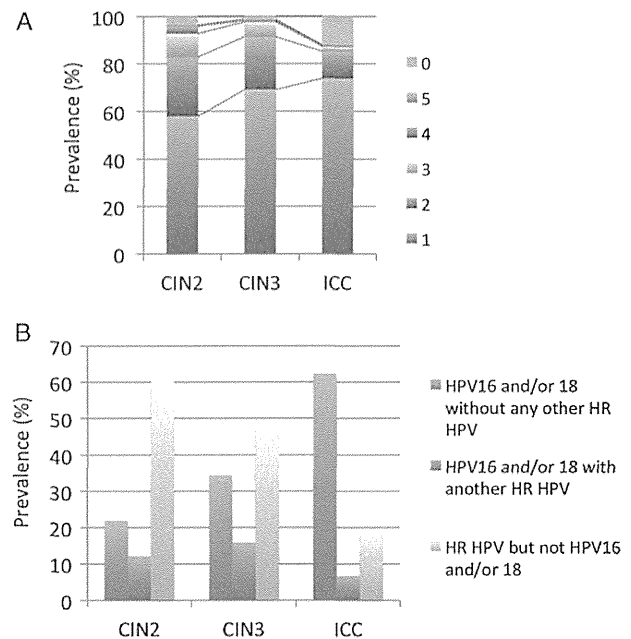 A
Prevalence (%)
100
80
60
40
20
0
CIN2 CIN3 ICC
0
5
4
3
2
1
B
Prevalence (%)
70
60
50
40
30
20
10
0
CIN2 CIN3 ICC
HPV16 and/or 18
without any other HR
HPV
HPV16 and/or 18 with
another HR HPV
HR HPV but not HPV16
and/or 18